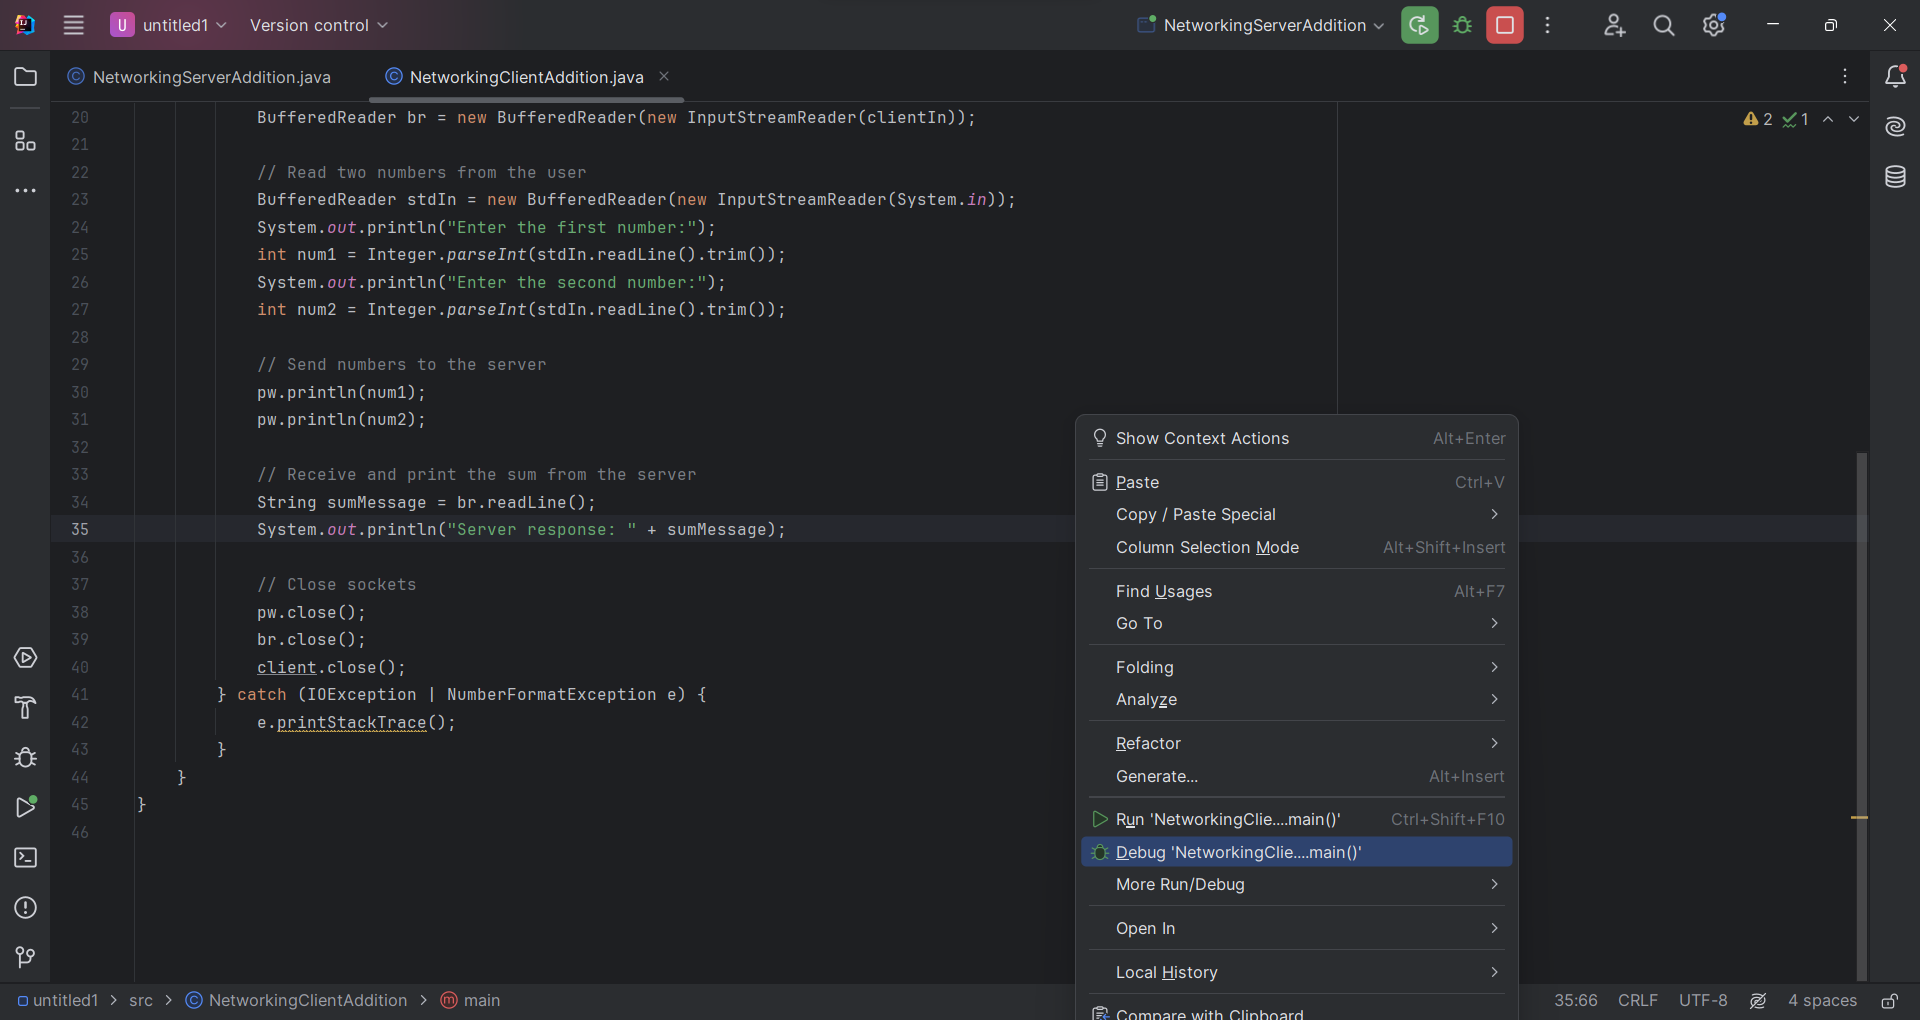 U untitled1 Version control NetworkingServerAddition
NetworkingServerAddition.java NetworkingClientAddition.java
2 1
20 BufferedReader br = new BufferedReader(new InputStreamReader(clientIn));
21
22 // Read two numbers from the user
23 BufferedReader stdIn = new BufferedReader(new InputStreamReader(System.in));
24 System.out.println("Enter the first number:");
25 int num1 = Integer.parseInt(stdIn.readLine().trim());
26 System.out.println("Enter the second number:");
27 int num2 = Integer.parseInt(stdIn.readLine().trim());
28
29 // Send numbers to the server
30 pw.println(num1);
31 pw.println(num2);
32
33 // Receive and print the sum from the server
34 String sumMessage = br.readLine();
35 System.out.println("Server response: " + sumMessage);
36
37 // Close sockets
38 pw.close();
39 br.close();
40 client.close();
41 } catch (IOException | NumberFormatException e) {
42 e.printStackTrace();
43 }
44 }
45 }
46
Show Context Actions Alt+Enter
Paste Ctrl+V
Copy / Paste Special
Column Selection Mode Alt+Shift+Insert
Find Usages Alt+F7
Go To
Folding
Analyze
Refactor
Generate... Alt+Insert
Run 'NetworkingClie....main()' Ctrl+Shift+F10
Debug 'NetworkingClie....main()'
More Run/Debug
Open In
Local History
Compare with Clipboard
untitled1 > src > NetworkingClientAddition > main 35:66 CRLF UTF-8 4 spaces